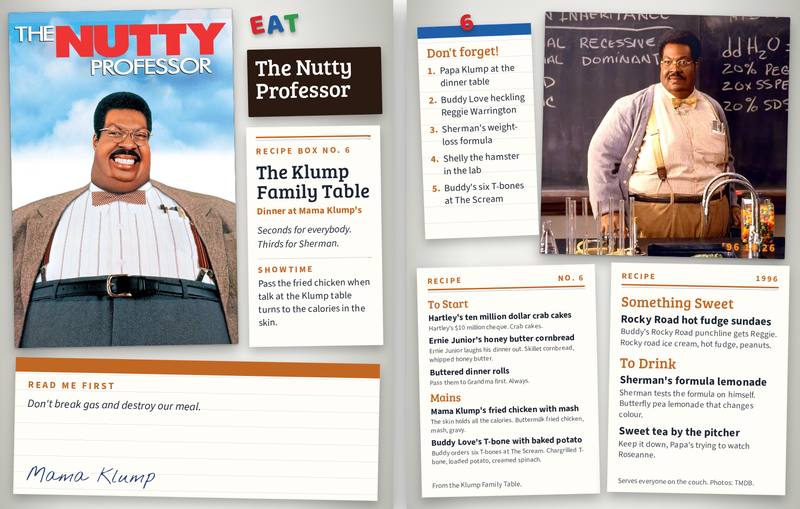 THE NUTTY
PROFESSOR
EAT
The Nutty
Professor
RECIPE BOX NO. 6
The Klump
Family Table
Dinner at Mama Klump's
Seconds for everybody.
Thirds for Sherman.
SHOWTIME
Pass the fried chicken when
talk at the Klump table
turns to the calories in the
skin.
READ ME FIRST
Don't break gas and destroy our meal.
Mama Klump
6
Don't forget!
1. Papa Klump at the
dinner table
2. Buddy Love heckling
Reggie Warrington
3. Sherman's weight-
loss formula
4. Shelly the hamster
in the lab
5. Buddy's six T-bones
at The Scream
INHERITANCE
RECESSIVE
DOMINANT
dd H₂O
20% PEG
20x SSPE
20% SDS
'96 10 26
RECIPE NO. 6
To Start
Hartley's ten million dollar crab cakes
Hartley's $10 million cheque. Crab cakes.
Ernie Junior's honey butter cornbread
Ernie Junior laughs his dinner out. Skillet cornbread,
whipped honey butter.
Buttered dinner rolls
Pass them to Grandma first. Always.
Mains
Mama Klump's fried chicken with mash
The skin holds all the calories. Buttermilk fried chicken,
mash, gravy.
Buddy Love's T-bone with baked potato
Buddy orders six T-bones at The Scream. Chargrilled T-
bone, loaded potato, creamed spinach.
From the Klump Family Table.
RECIPE 1996
Something Sweet
Rocky Road hot fudge sundaes
Buddy's Rocky Road punchline gets Reggie.
Rocky road ice cream, hot fudge, peanuts.
To Drink
Sherman's formula lemonade
Sherman tests the formula on himself.
Butterfly pea lemonade that changes
colour.
Sweet tea by the pitcher
Keep it down, Papa's trying to watch
Roseanne.
Serves everyone on the couch. Photos: TMDB.